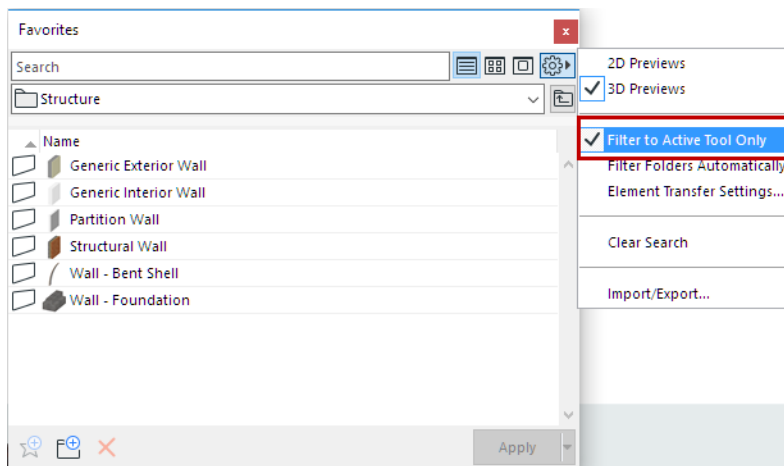 Favorites
x
Search
Structure
Name
Generic Exterior Wall
Generic Interior Wall
Partition Wall
Structural Wall
Wall - Bent Shell
Wall - Foundation
Apply
2D Previews
3D Previews
Filter to Active Tool Only
Filter Folders Automatically
Element Transfer Settings...
Clear Search
Import/Export...